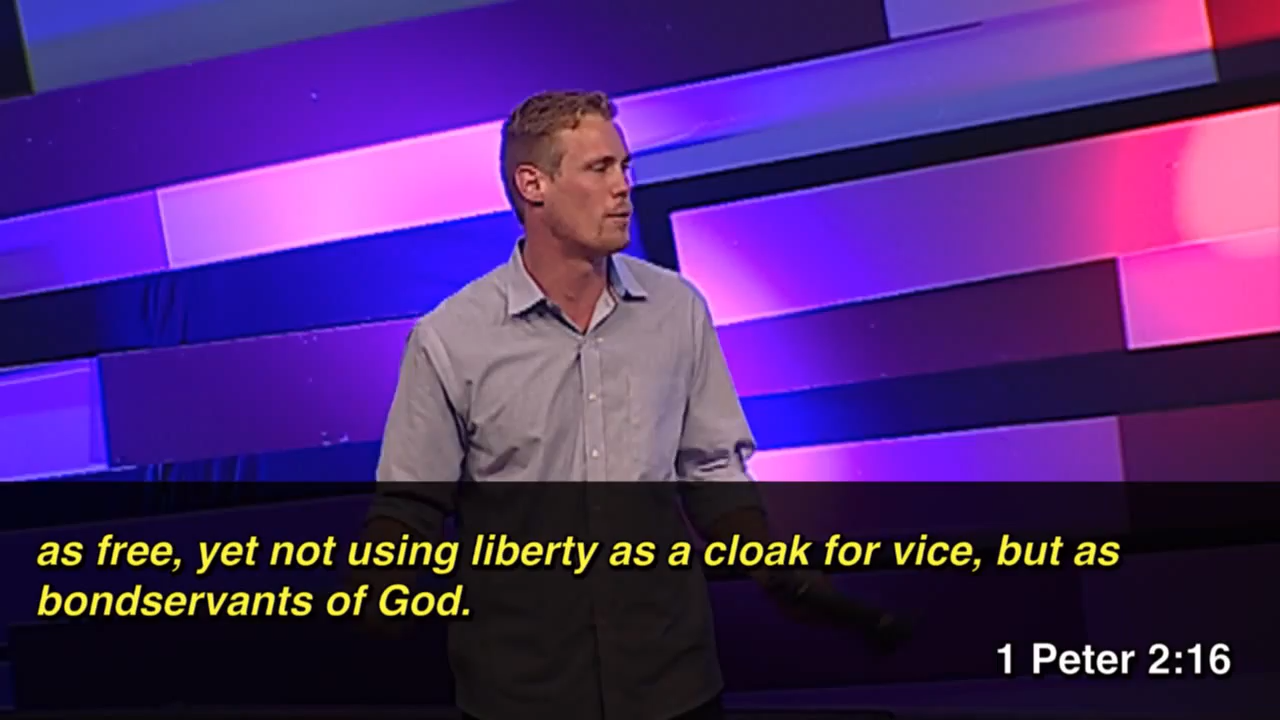 as free, yet not using liberty as a cloak for vice, but as
bondservants of God.
1 Peter 2:16